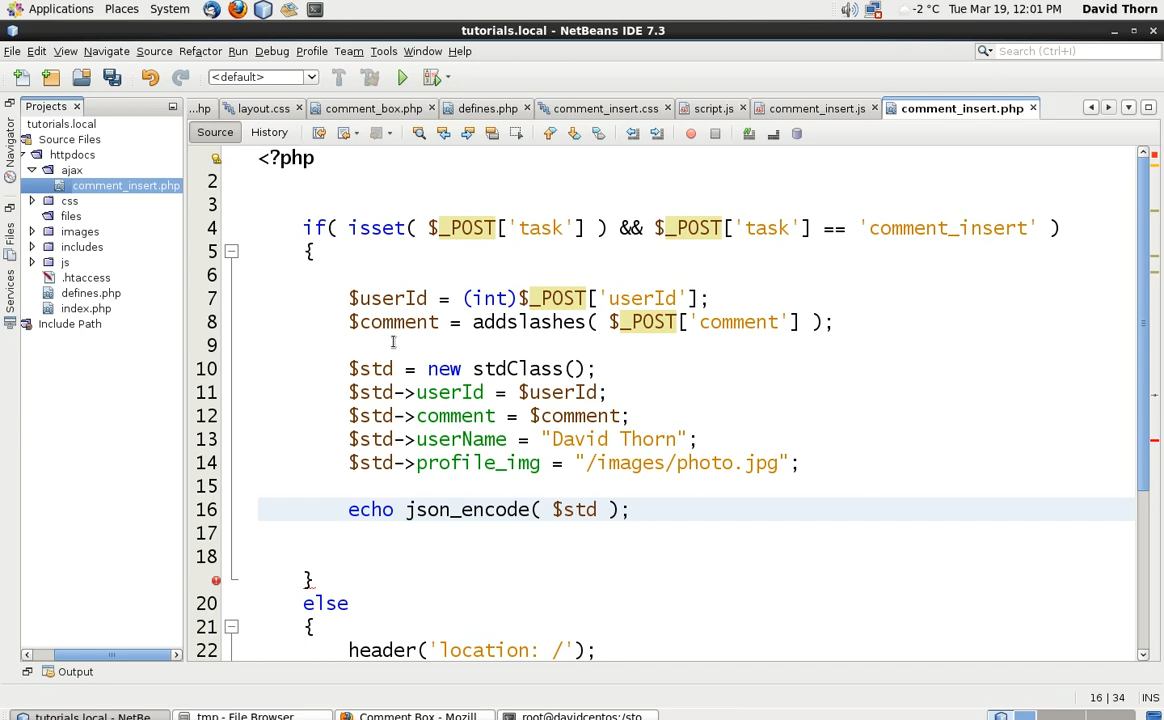 Applications Places System -2 °C Tue Mar 19, 12:01 PM David Thorn
tutorials.local - NetBeans IDE 7.3
File Edit View Navigate Source Refactor Run Debug Profile Team Tools Window Help Search (Ctrl+I)
<default>
Projects × ...hp layout.css × comment_box.php × defines.php × comment_insert.css × script.js × comment_insert.js × comment_insert.php ×
tutorials.local
Source History
Source Files
httpdocs
ajax
comment_insert.php
css
files
images
includes
js
.htaccess
defines.php
index.php
Include Path
Navigator
Files
Services
<?php
2
3
4 if( isset( $_POST['task'] ) && $_POST['task'] == 'comment_insert' )
5 {
6
7 $userId = (int)$_POST['userId'];
8 $comment = addslashes( $_POST['comment'] );
9
10 $std = new stdClass();
11 $std->userId = $userId;
12 $std->comment = $comment;
13 $std->userName = "David Thorn";
14 $std->profile_img = "/images/photo.jpg";
15
16 echo json_encode( $std );
17
18
}
20 else
21 {
22 header('location: /');
Output
16 | 34 INS
tutorials.local - NetBe... tmp - File Browser Comment Box - Mozill... root@davidcentos:/sto...